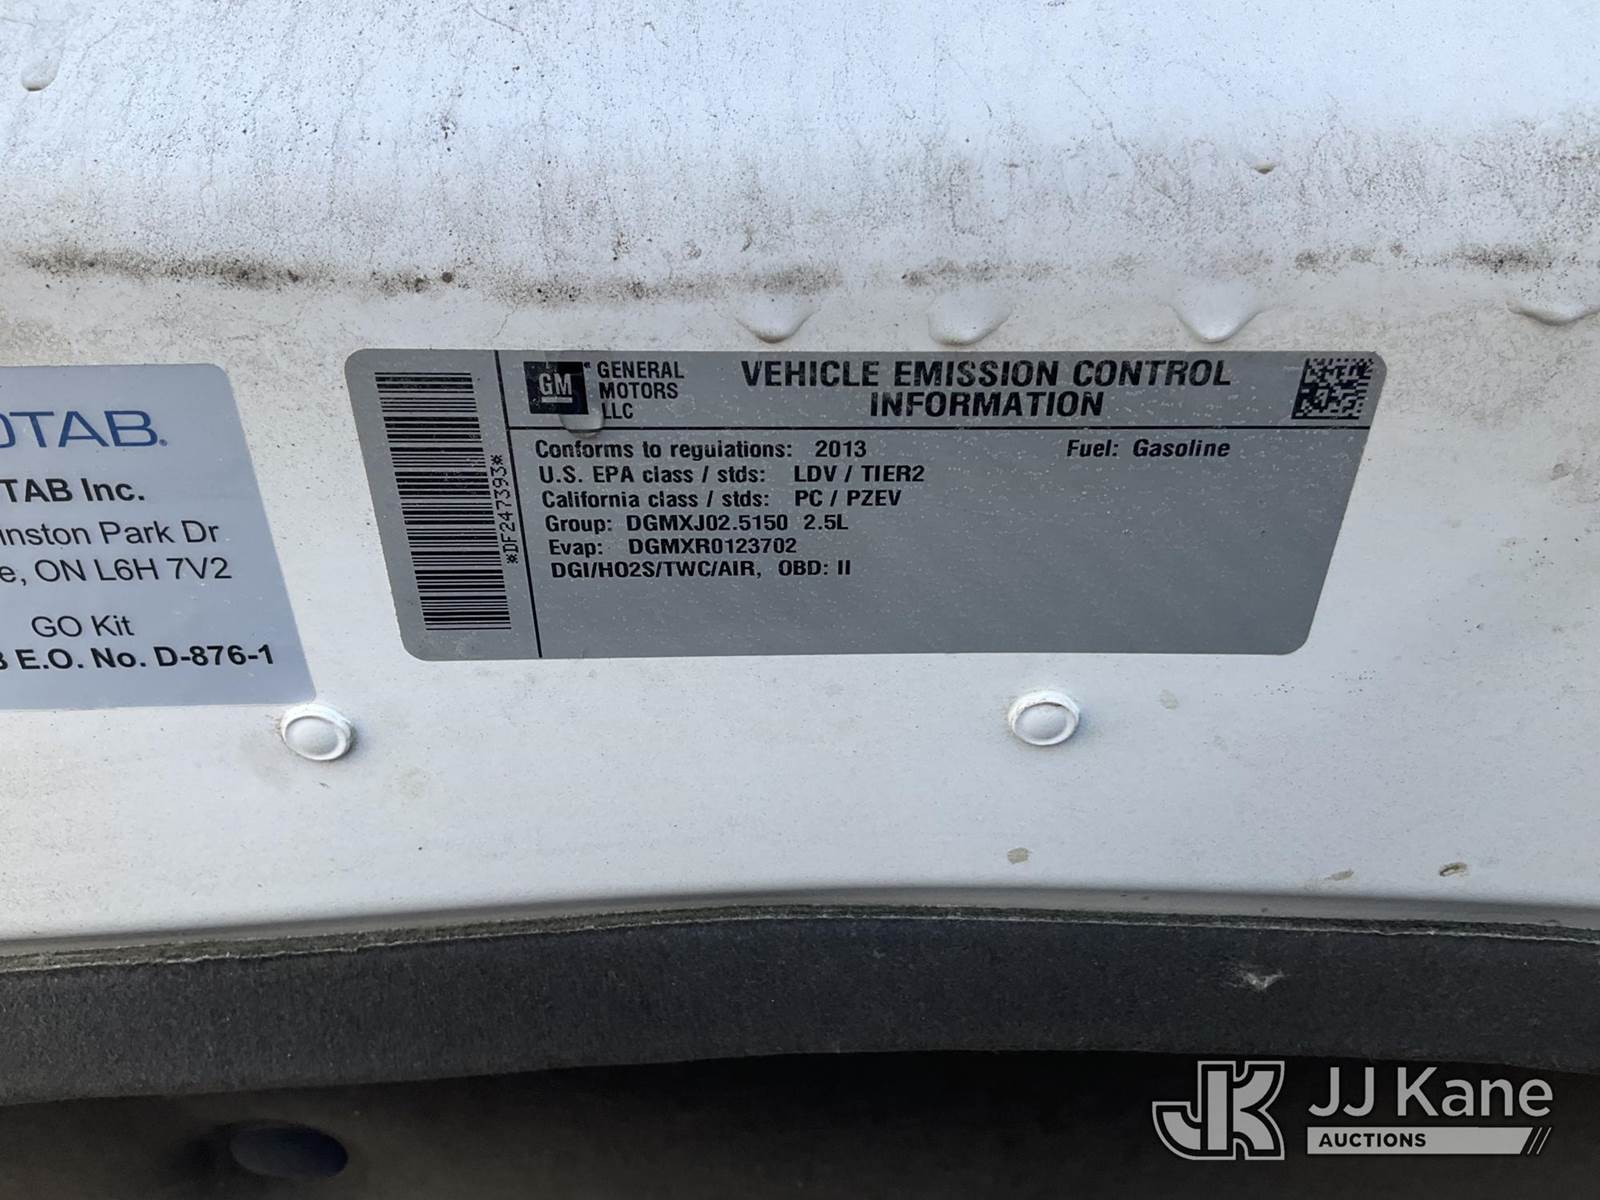 OTAB®
TAB Inc.
Park Dr
ON L6H 7V2
GO Kit
E.O. No. D-876-1
*DF247393*
GM
GENERAL
MOTORS
LLC
VEHICLE EMISSION CONTROL
INFORMATION
Conforms to regulations: 2013 Fuel: Gasoline
U.S. EPA class / stds: LDV / TIER2
California class / stds: PC / PZEV
Group: DGMXJ02.5150 2.5L
Evap: DGMXR0123702
DGI/HO2S/TWC/AIR, OBD: II
JK
JJ Kane
AUCTIONS